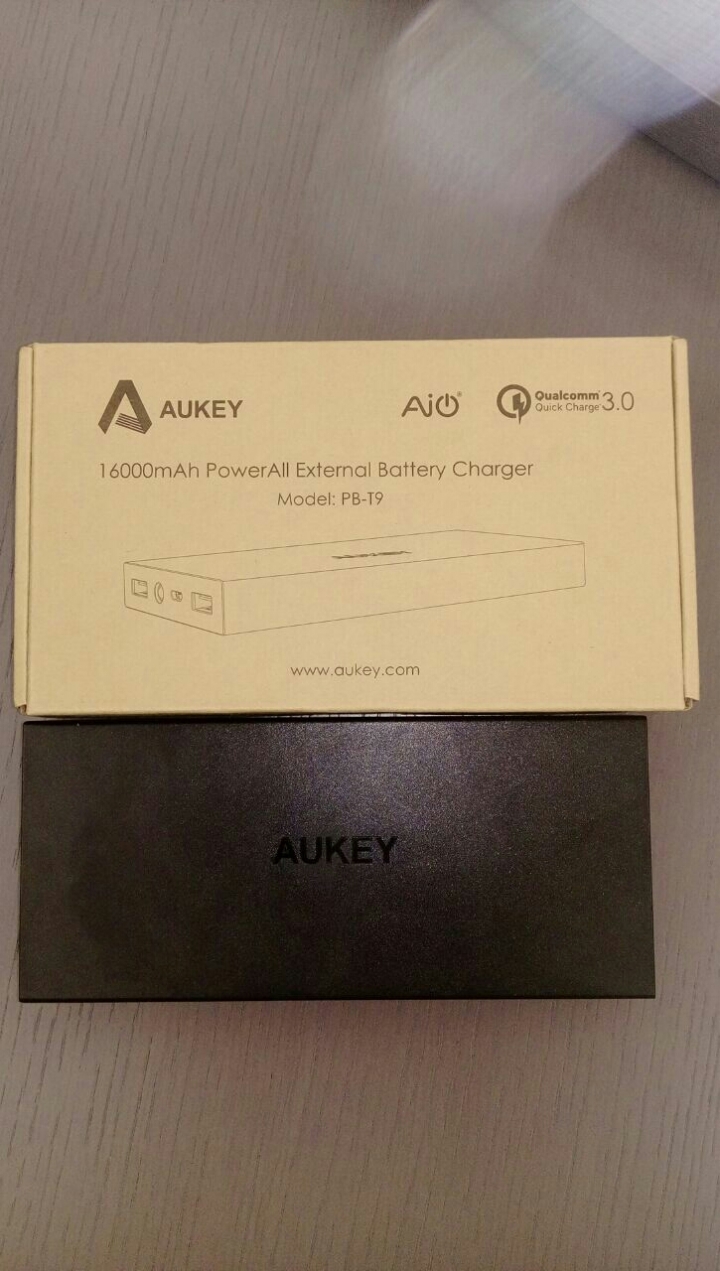 AUKEY
AiO
Qualcomm
Quick Charge 3.0
16000mAh PowerAll External Battery Charger
Model: PB-T9
www.aukey.com
AUKEY